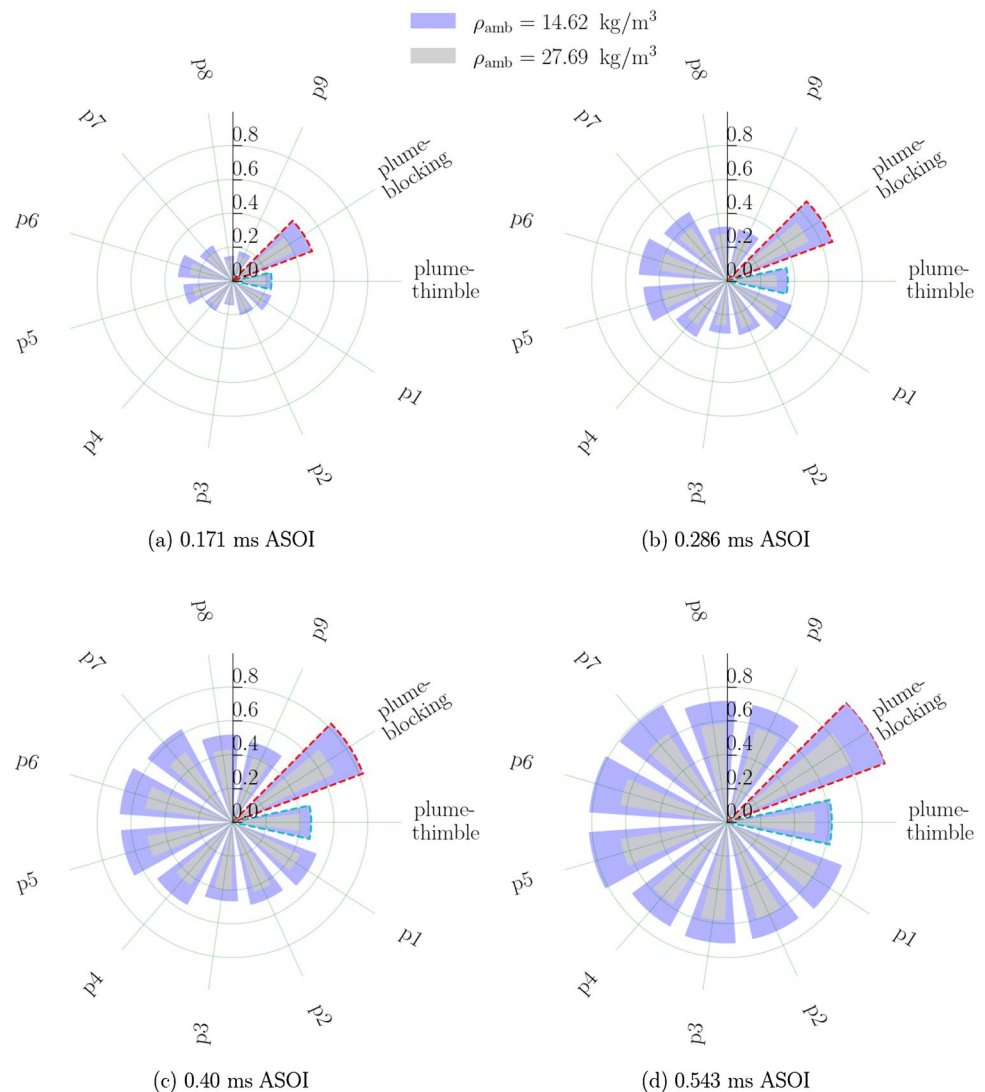 ρamb = 14.62 kg/m³
ρamb = 27.69 kg/m³
p8
p9
p7
plume-
blocking
p6
plume-
thimble
p5
p1
p4
p2
p3
0.8
0.6
0.4
0.2
0.0
(a) 0.171 ms ASOI
p8
p9
p7
plume-
blocking
p6
plume-
thimble
p5
p1
p4
p2
p3
0.8
0.6
0.4
0.2
0.0
(b) 0.286 ms ASOI
p8
p9
p7
plume-
blocking
p6
plume-
thimble
p5
p1
p4
p2
p3
0.8
0.6
0.4
0.2
0.0
(c) 0.40 ms ASOI
p8
p9
p7
plume-
blocking
p6
plume-
thimble
p5
p1
p4
p2
p3
0.8
0.6
0.4
0.2
0.0
(d) 0.543 ms ASOI